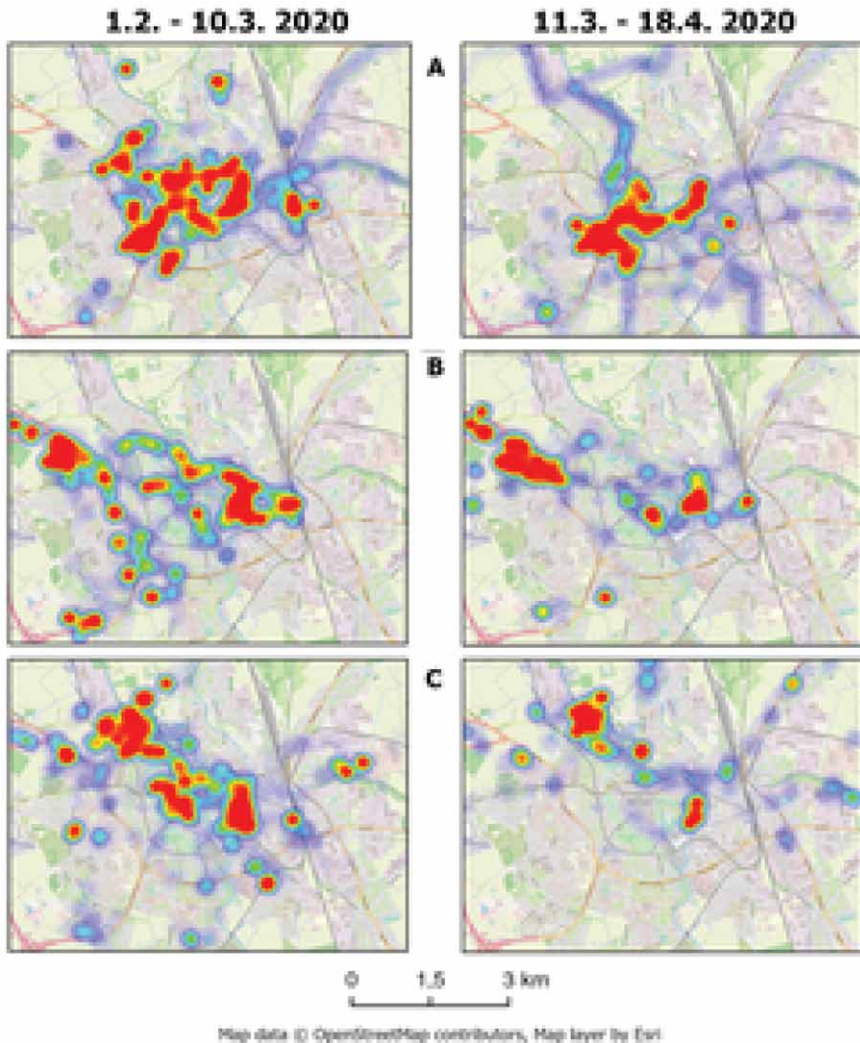 1.2. - 10.3. 2020
11.3. - 18.4. 2020
A
B
C
0 1.5 3 km
Map data © OpenStreetMap contributors, Map layer by Esri